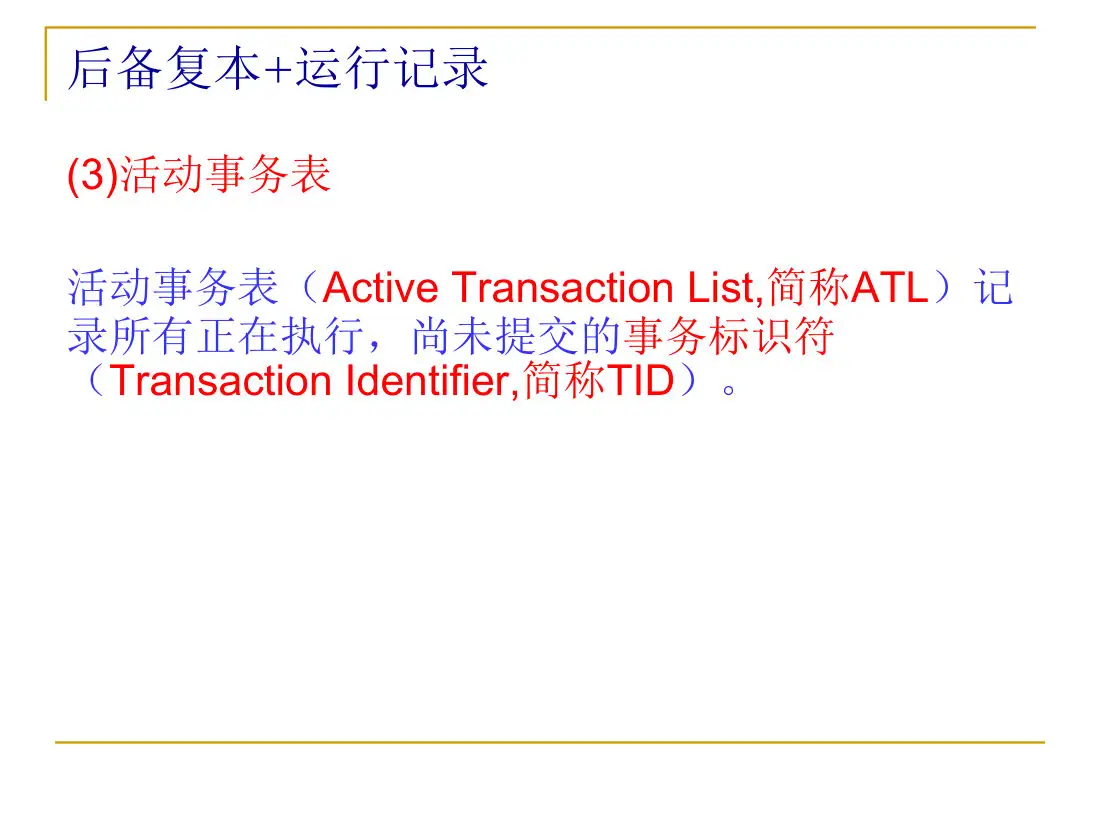 后备复本+运行记录
(3)活动事务表
活动事务表（Active Transaction List,简称ATL）记
录所有正在执行，尚未提交的事务标识符
（Transaction Identifier,简称TID）。